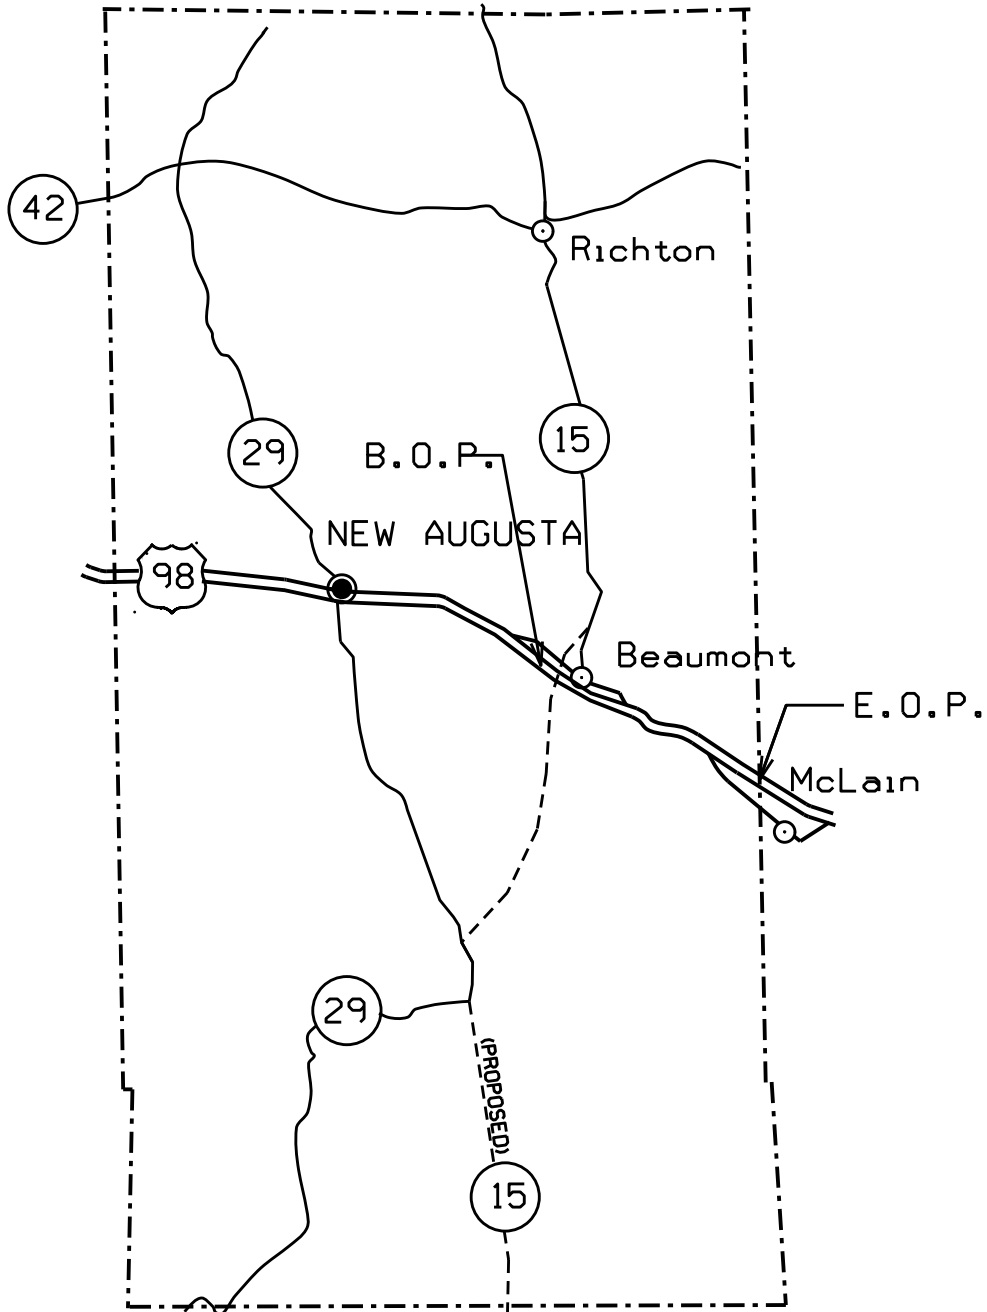 42
Richton
29
15
B.O.P.
NEW AUGUSTA
98
Beaumont
E.O.P.
McLain
29
(PROPOSED)
15